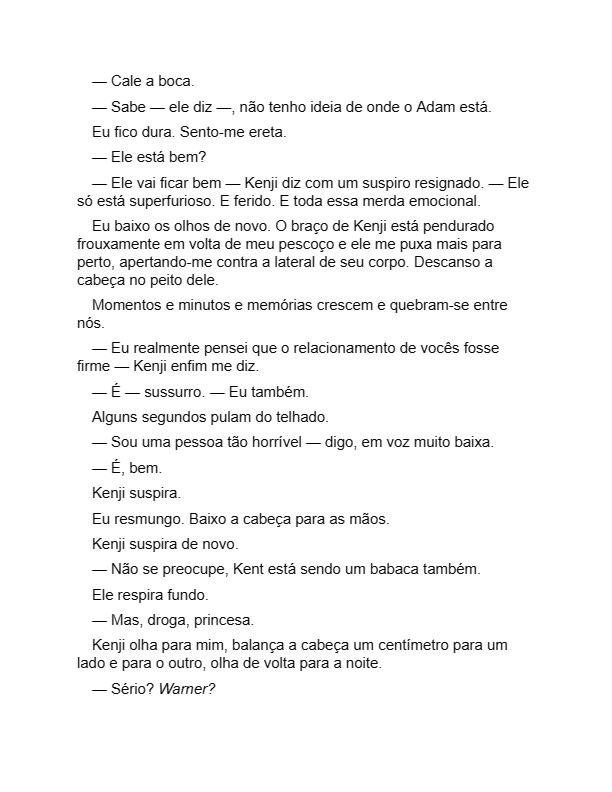 — Cale a boca.
— Sabe — ele diz —, não tenho ideia de onde o Adam está.
Eu fico dura. Sento-me ereta.
— Ele está bem?
— Ele vai ficar bem — Kenji diz com um suspiro resignado. — Ele
só está superfurioso. E ferido. E toda essa merda emocional.
Eu baixo os olhos de novo. O braço de Kenji está pendurado
frouxamente em volta de meu pescoço e ele me puxa mais para
perto, apertando-me contra a lateral de seu corpo. Descanso a
cabeça no peito dele.
Momentos e minutos e memórias crescem e quebram-se entre
nós.
— Eu realmente pensei que o relacionamento de vocês fosse
firme — Kenji enfim me diz.
— É — sussurro. — Eu também.
Alguns segundos pulam do telhado.
— Sou uma pessoa tão horrível — digo, em voz muito baixa.
— É, bem.
Kenji suspira.
Eu resmungo. Baixo a cabeça para as mãos.
Kenji suspira de novo.
— Não se preocupe, Kent está sendo um babaca também.
Ele respira fundo.
— Mas, droga, princesa.
Kenji olha para mim, balança a cabeça um centímetro para um
lado e para o outro, olha de volta para a noite.
— Sério? Warner?